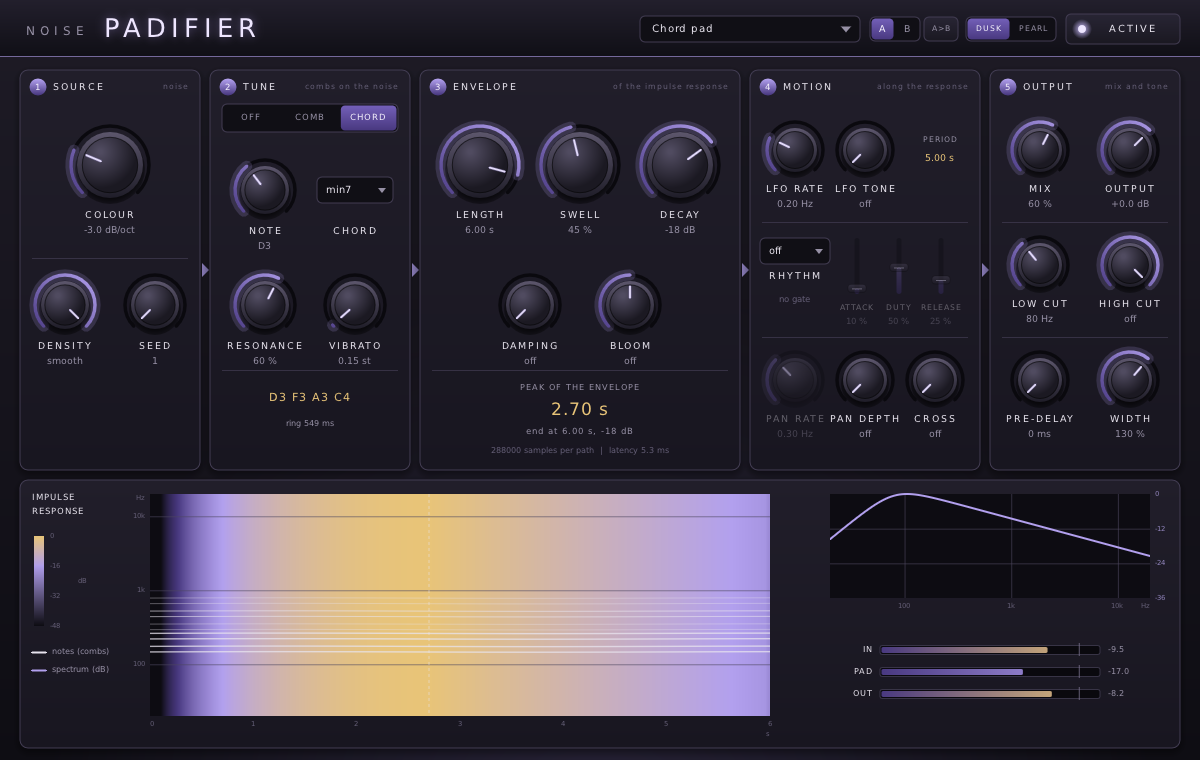 NOISE PADIFIER
Chord pad
A B A>B DUSK PEARL ACTIVE
1 SOURCE noise
COLOUR
-3.0 dB/oct
DENSITY SEED
smooth 1
2 TUNE combs on the noise
OFF COMB CHORD
min7
NOTE CHORD
D3
RESONANCE VIBRATO
60 % 0.15 st
D3 F3 A3 C4
ring 549 ms
3 ENVELOPE of the impulse response
LENGTH SWELL DECAY
6.00 s 45 % -18 dB
DAMPING BLOOM
off off
PEAK OF THE ENVELOPE
2.70 s
end at 6.00 s, -18 dB
288000 samples per path | latency 5.3 ms
4 MOTION along the response
PERIOD
5.00 s
LFO RATE LFO TONE
0.20 Hz off
off
RHYTHM
no gate
ATTACK DUTY RELEASE
10 % 50 % 25 %
PAN RATE PAN DEPTH CROSS
0.30 Hz off off
5 OUTPUT mix and tone
MIX OUTPUT
60 % +0.0 dB
LOW CUT HIGH CUT
80 Hz off
PRE-DELAY WIDTH
0 ms 130 %
IMPULSE
RESPONSE
0
-16
dB
-32
-48
notes (combs)
spectrum (dB)
Hz
10k
1k
100
0 1 2 3 4 5 6
s
0
-12
-24
-36
100 1k 10k Hz
IN -9.5
PAD -17.0
OUT -8.2